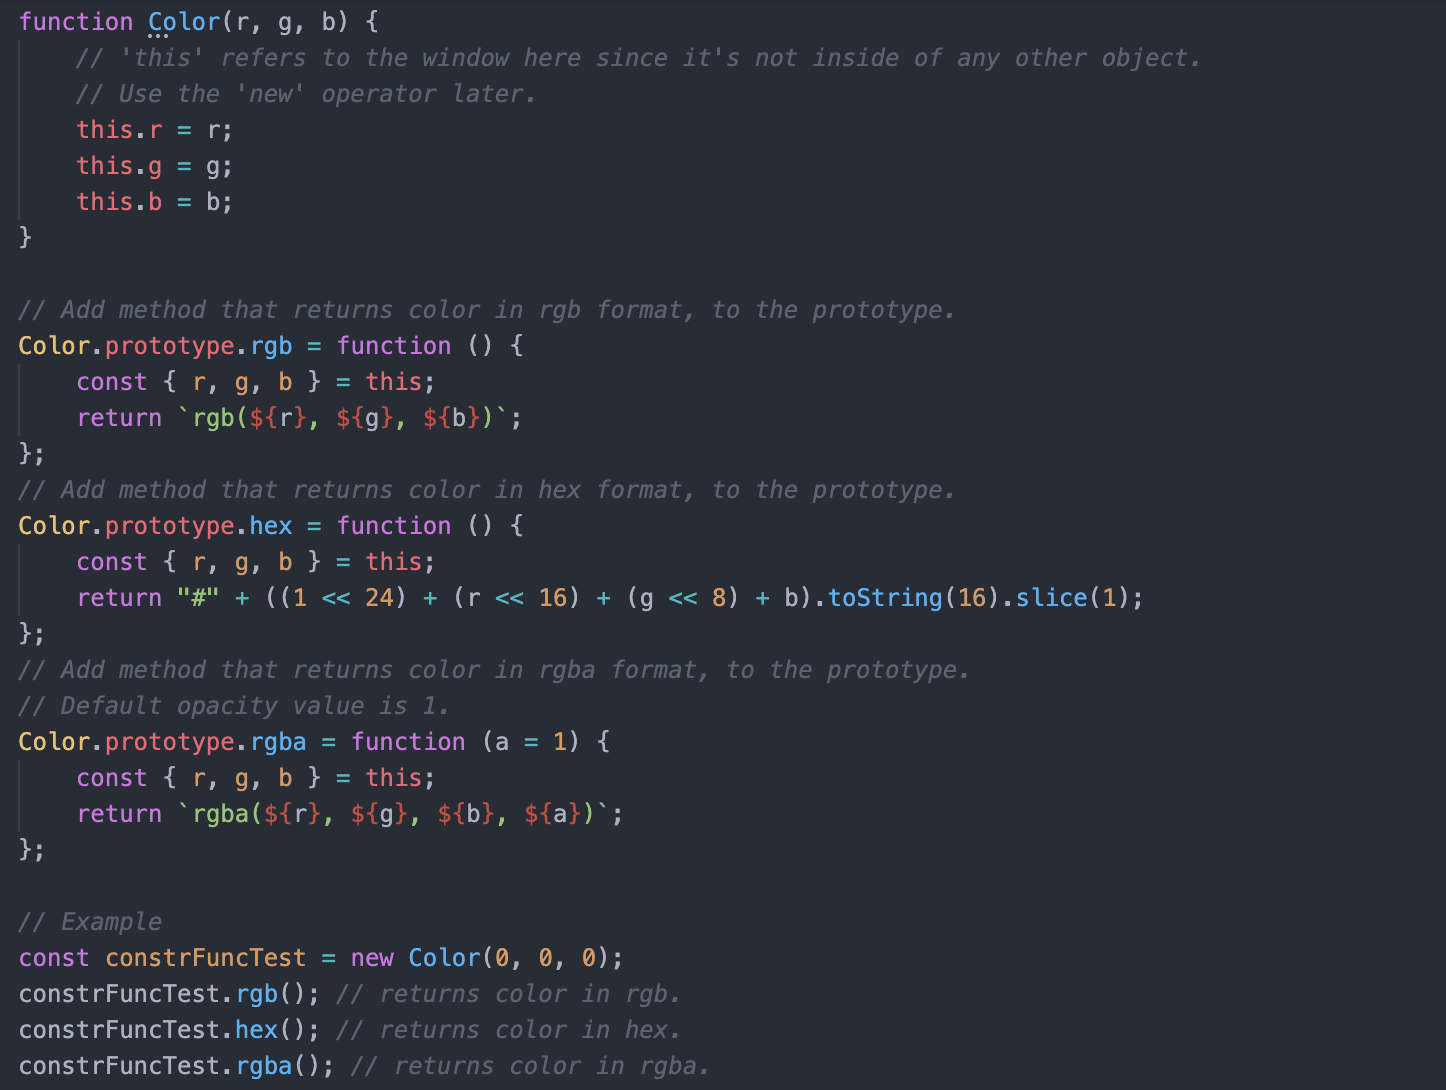 function Color(r, g, b) {
    // 'this' refers to the window here since it's not inside of any other object.
    // Use the 'new' operator later.
    this.r = r;
    this.g = g;
    this.b = b;
}

// Add method that returns color in rgb format, to the prototype.
Color.prototype.rgb = function () {
    const { r, g, b } = this;
    return `rgb(${r}, ${g}, ${b})`;
};
// Add method that returns color in hex format, to the prototype.
Color.prototype.hex = function () {
    const { r, g, b } = this;
    return "#" + ((1 << 24) + (r << 16) + (g << 8) + b).toString(16).slice(1);
};
// Add method that returns color in rgba format, to the prototype.
// Default opacity value is 1.
Color.prototype.rgba = function (a = 1) {
    const { r, g, b } = this;
    return `rgba(${r}, ${g}, ${b}, ${a})`;
};

// Example
const constrFuncTest = new Color(0, 0, 0);
constrFuncTest.rgb(); // returns color in rgb.
constrFuncTest.hex(); // returns color in hex.
constrFuncTest.rgba(); // returns color in rgba.